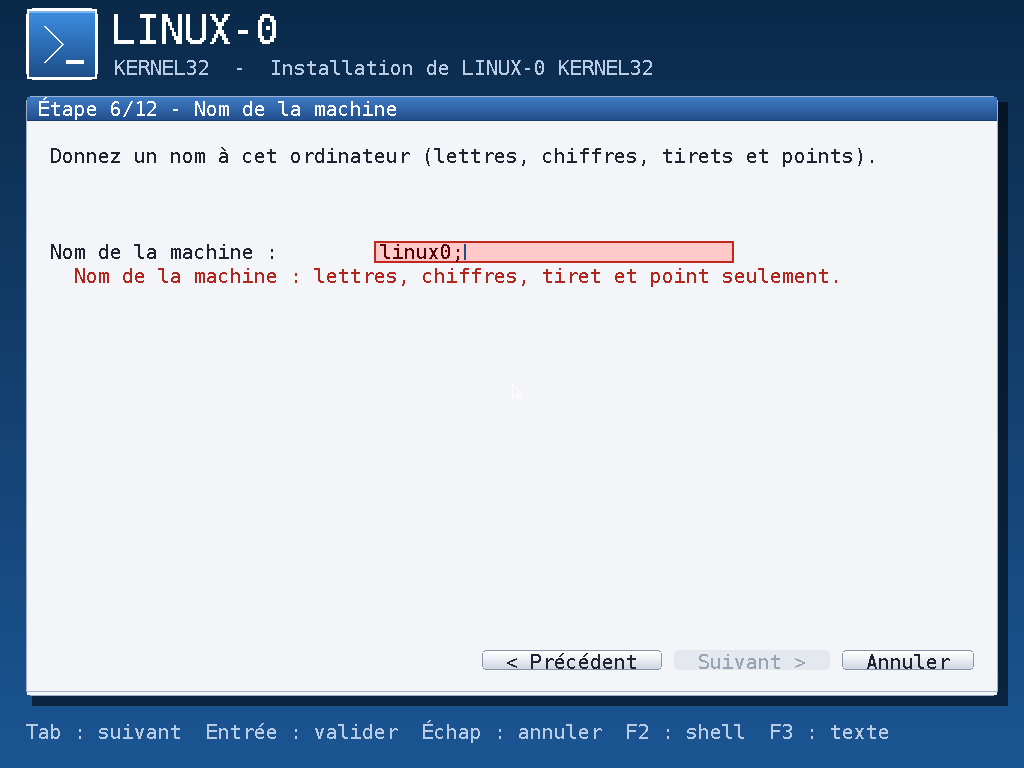 LINUX-0
KERNEL32  -  Installation de LINUX-0 KERNEL32
Étape 6/12 - Nom de la machine
Donnez un nom à cet ordinateur (lettres, chiffres, tirets et points).
Nom de la machine : linux0;
Nom de la machine : lettres, chiffres, tiret et point seulement.
< Précédent  Suivant >  Annuler
Tab : suivant  Entrée : valider  Échap : annuler  F2 : shell  F3 : texte